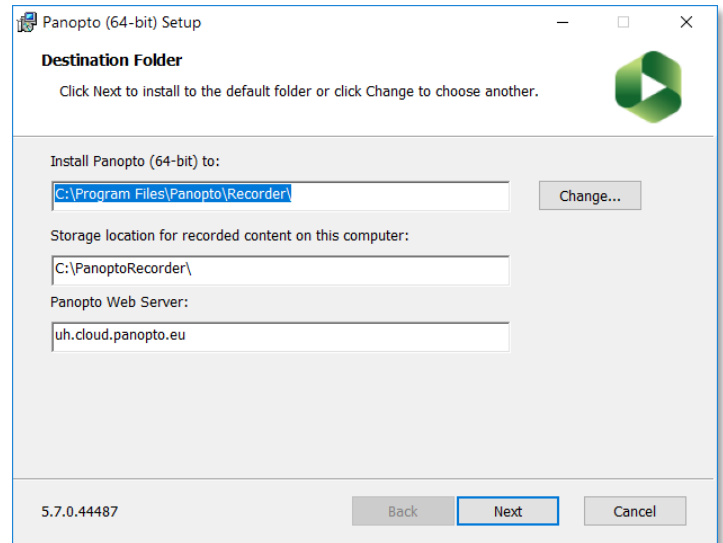 Panopto (64-bit) Setup
Destination Folder
Click Next to install to the default folder or click Change to choose another.
Install Panopto (64-bit) to:
C:\Program Files\Panopto\Recorder\
Change...
Storage location for recorded content on this computer:
C:\PanoptoRecorder\
Panopto Web Server:
uh.cloud.panopto.eu
5.7.0.44487
Back
Next
Cancel